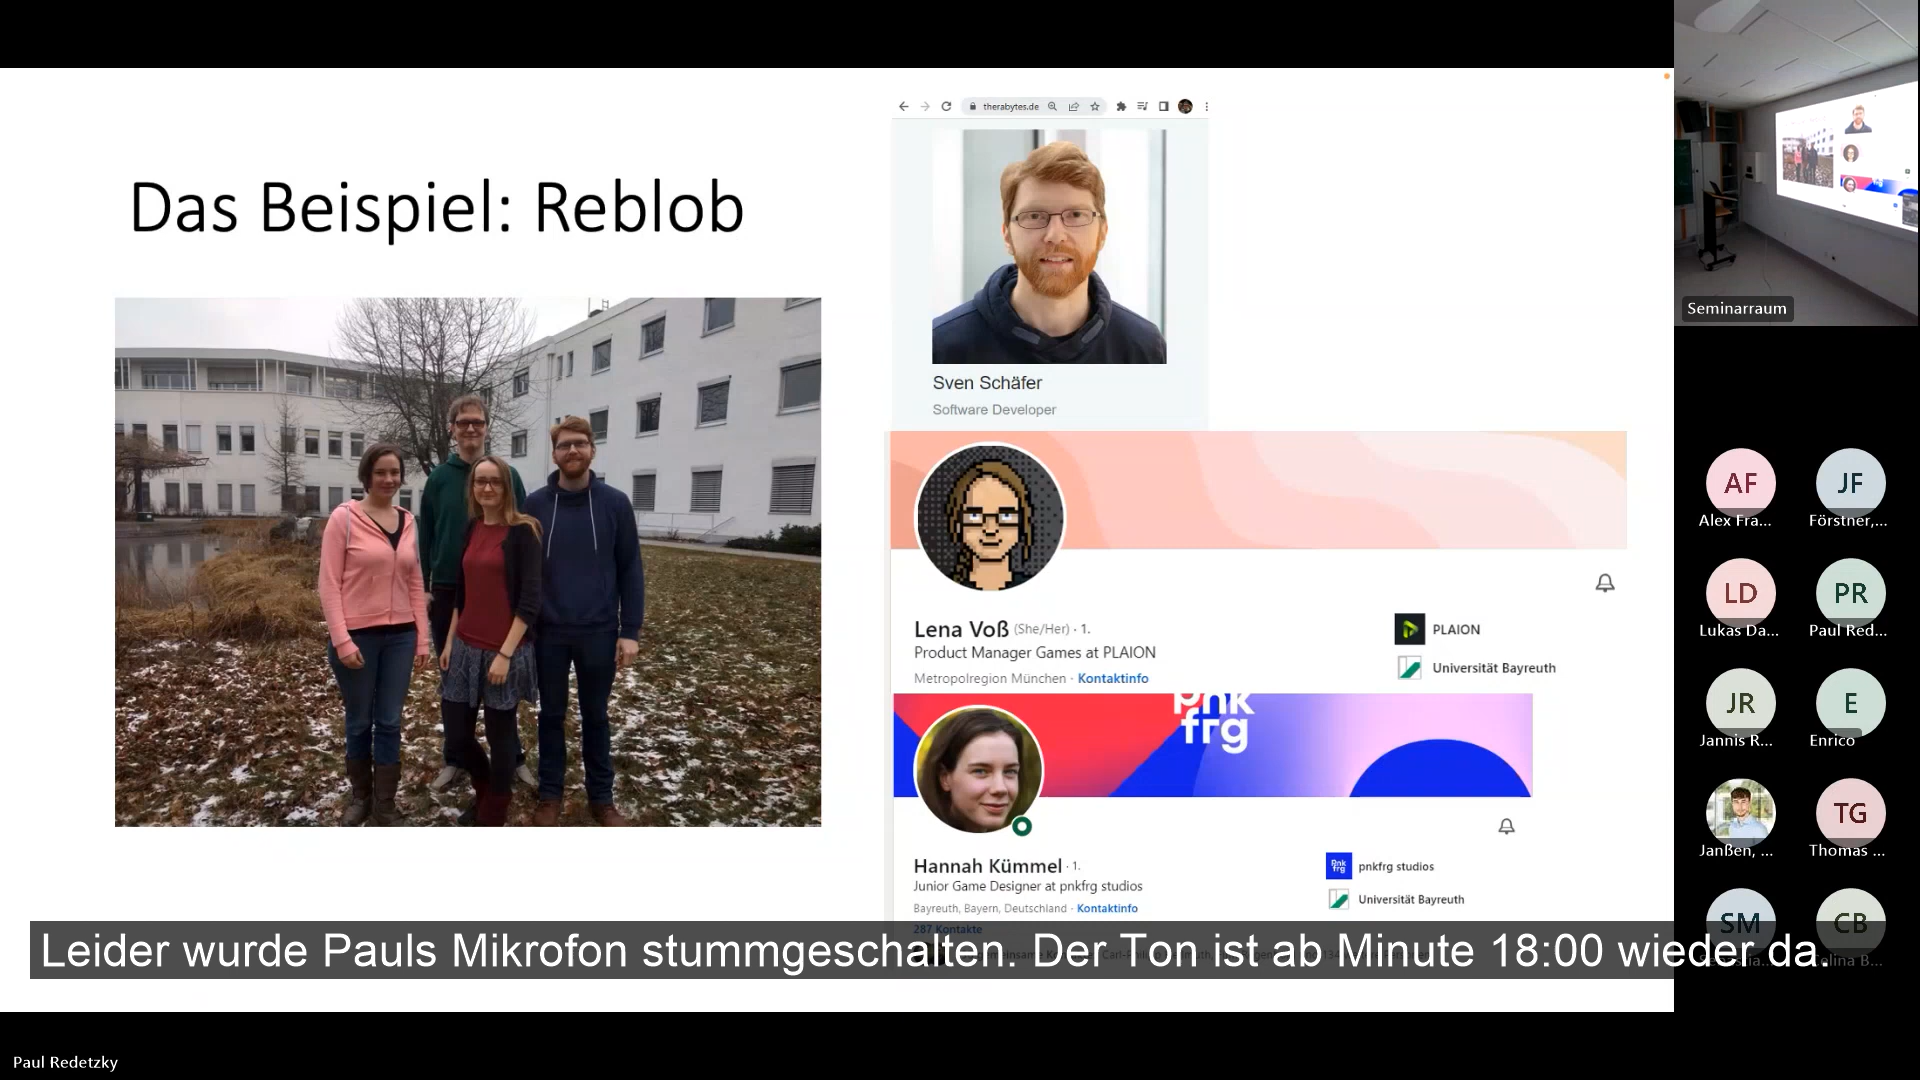 therabytes.de
Das Beispiel: Reblob
Sven Schäfer
Software Developer
Lena Voß (She/Her) · 1.
Product Manager Games at PLAION
Metropolregion München · Kontaktinfo
PLAION
Universität Bayreuth
pnk
frg
Hannah Kümmel · 1.
Junior Game Designer at pnkfrg studios
Bayreuth, Bayern, Deutschland · Kontaktinfo
287 Kontakte
pnk
frg
pnkfrg studios
Universität Bayreuth
Leider wurde Pauls Mikrofon stummgeschalten. Der Ton ist ab Minute 18:00 wieder da.
Paul Redetzky
Seminarraum
AF
Alex Fra...
JF
Förstner,...
LD
Lukas Da...
PR
Paul Red...
JR
Jannis R...
E
Enrico
Janßen, ...
TG
Thomas ...
SM
CB